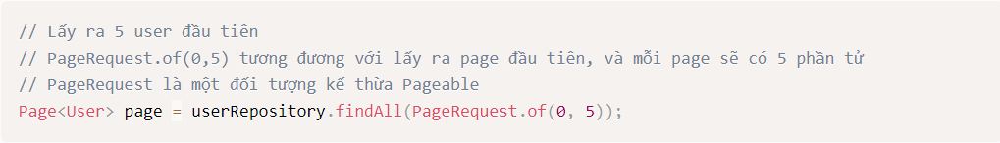 // Lấy ra 5 user đầu tiên
// PageRequest.of(0,5) tương đương với lấy ra page đầu tiên, và mỗi page sẽ có 5 phần tử
// PageRequest là một đối tượng kế thừa Pageable
Page<User> page = userRepository.findAll(PageRequest.of(0, 5));